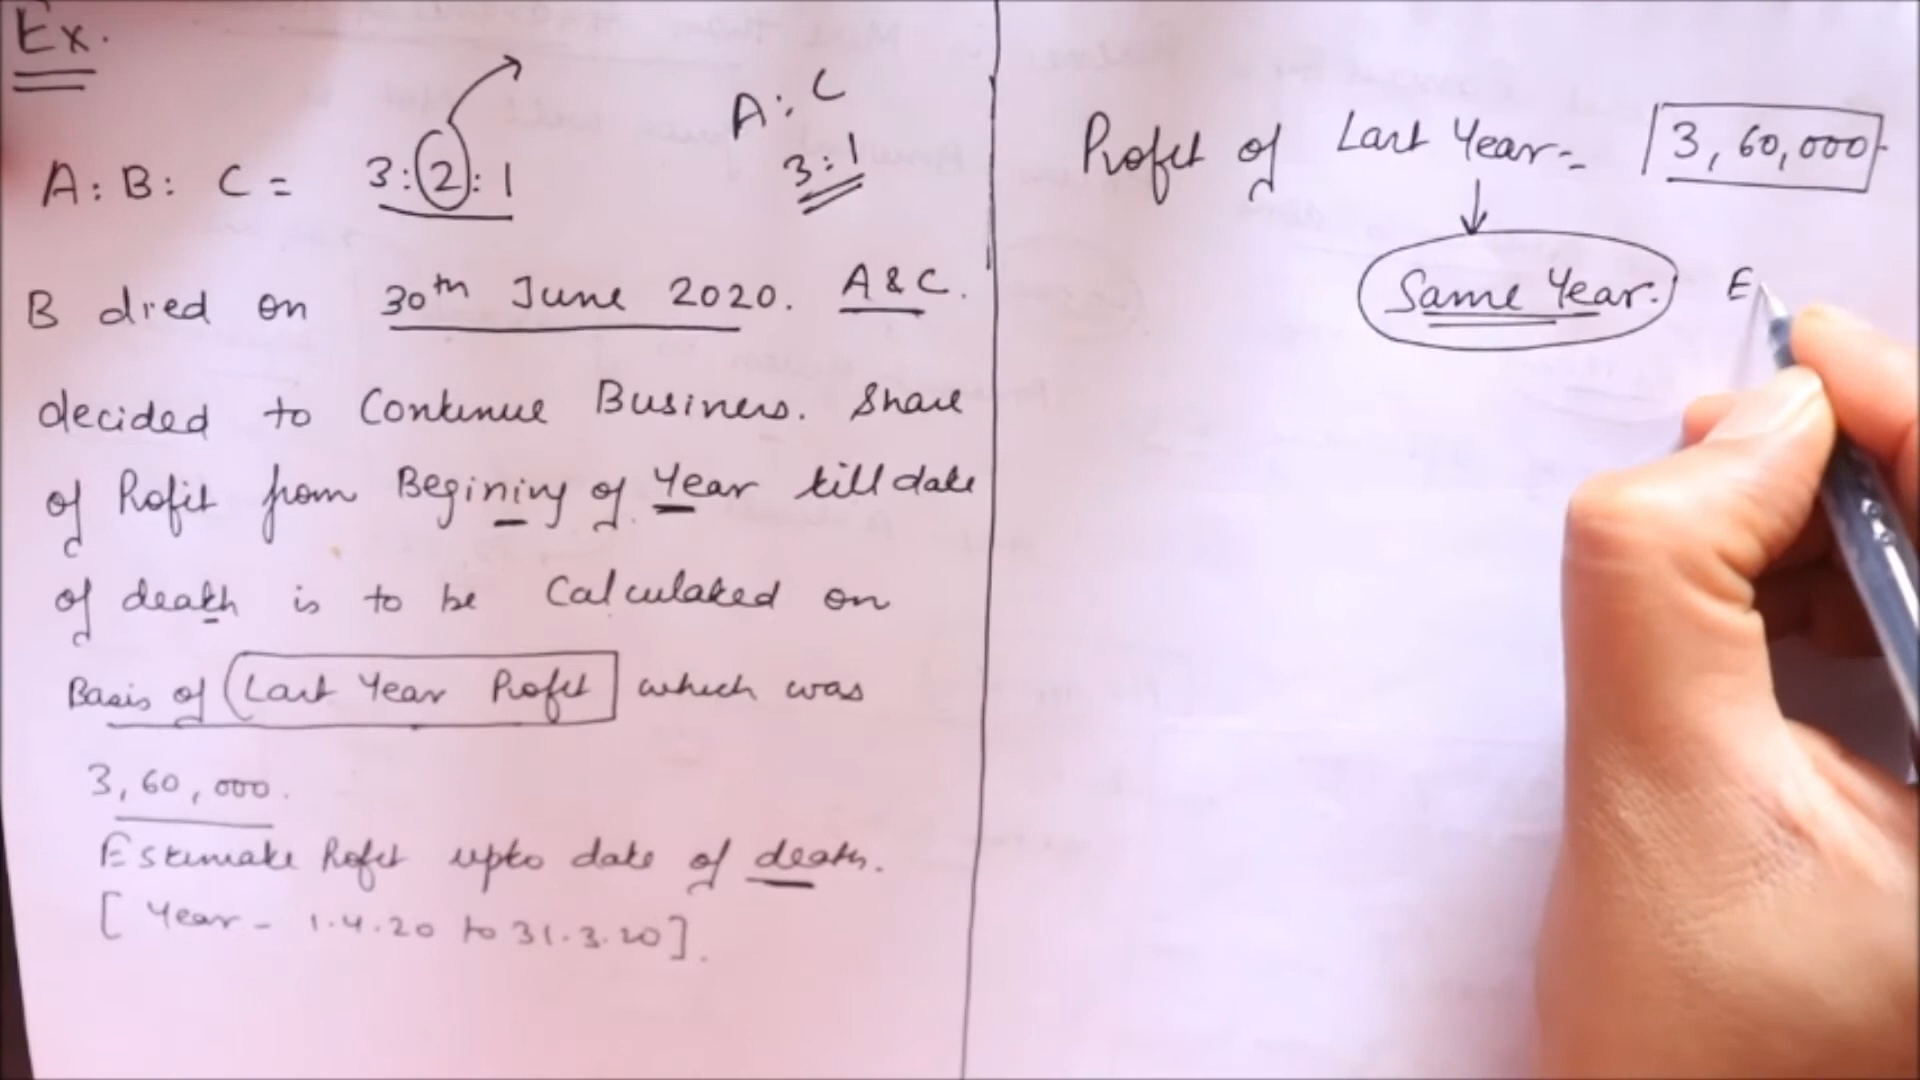 Ex.
A : B : C = 3 : 2 : 1
A : C
3 : 1
B died on 30th June 2020. A & C.
decided to Continue Business. Share
of Profit from Begining of Year till date
of death is to be Calculated on
Basis of Last Year Profit which was
3,60,000.
Estimate Profit upto date of death.
[ Year - 1.4.20 to 31.3.20].
Profit of Last Year = 3,60,000/-
Same Year. E